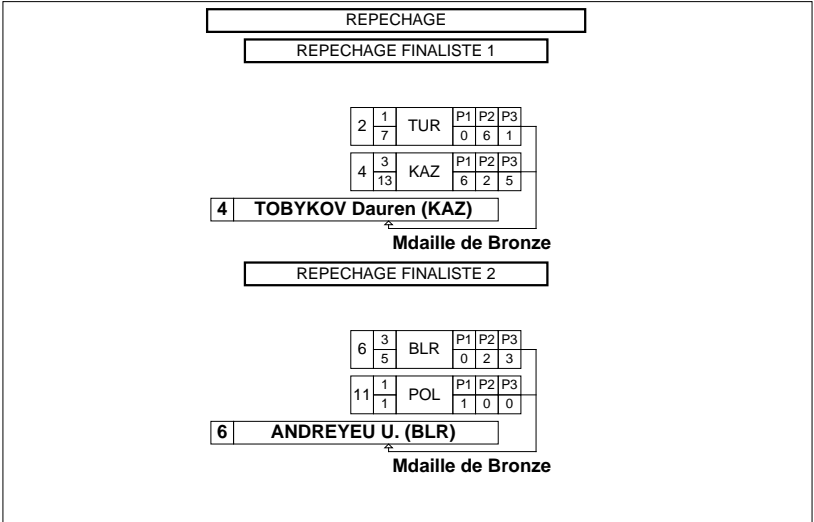 REPECHAGE
REPECHAGE FINALISTE 1
2 1 TUR P1 P2 P3
7 0 6 1
4 3 KAZ P1 P2 P3
13 6 2 5
4 TOBYKOV Dauren (KAZ)
Mdaille de Bronze
REPECHAGE FINALISTE 2
6 3 BLR P1 P2 P3
5 0 2 3
11 1 POL P1 P2 P3
1 1 0 0
6 ANDREYEU U. (BLR)
Mdaille de Bronze